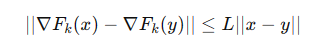 ||∇F_k(x) − ∇F_k(y)|| ≤ L||x − y||